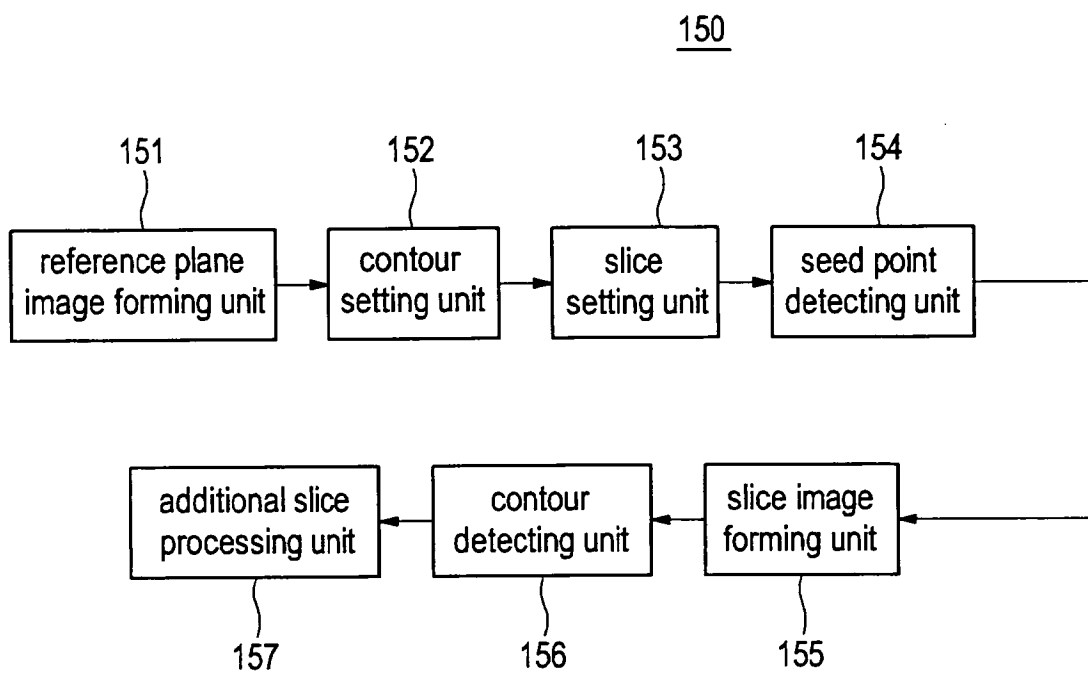 150
151
152
153
154
reference plane
image forming unit
contour
setting unit
slice
setting unit
seed point
detecting unit
additional slice
processing unit
contour
detecting unit
slice image
forming unit
157
156
155